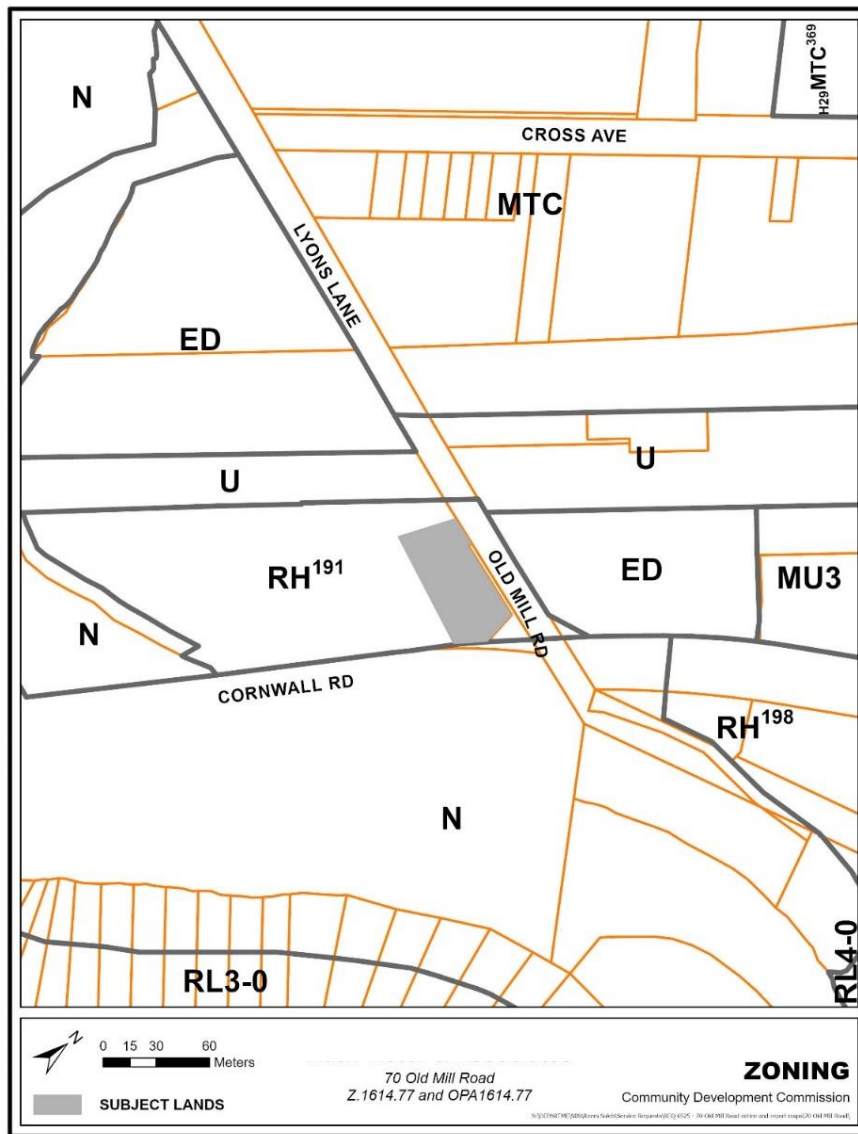 N
H29MTC369
CROSS AVE
MTC
LYONS LANE
ED
U
U
RH191
OLD MILL RD
ED
MU3
N
CORNWALL RD
RH198
N
RL3-0
RL4-0
N
0 15 30 60
Meters
SUBJECT LANDS
70 Old Mill Road
Z.1614.77 and OPA1614.77
ZONING
Community Development Commission